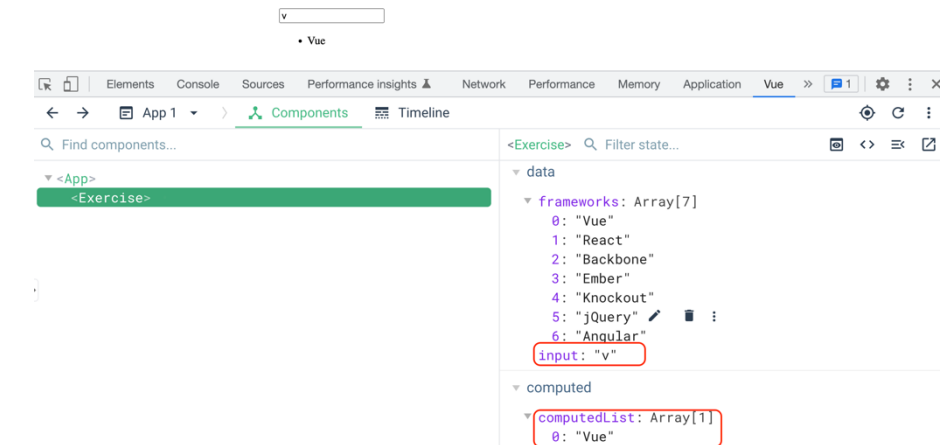 v
• Vue
Elements Console Sources Performance insights Network Performance Memory Application Vue » 1
App 1 Components Timeline
Find components...
<Exercise> Filter state...
<App>
<Exercise>
data
frameworks: Array[7]
0: "Vue"
1: "React"
2: "Backbone"
3: "Ember"
4: "Knockout"
5: "jQuery"
6: "Angular"
input: "v"
computed
computedList: Array[1]
0: "Vue"